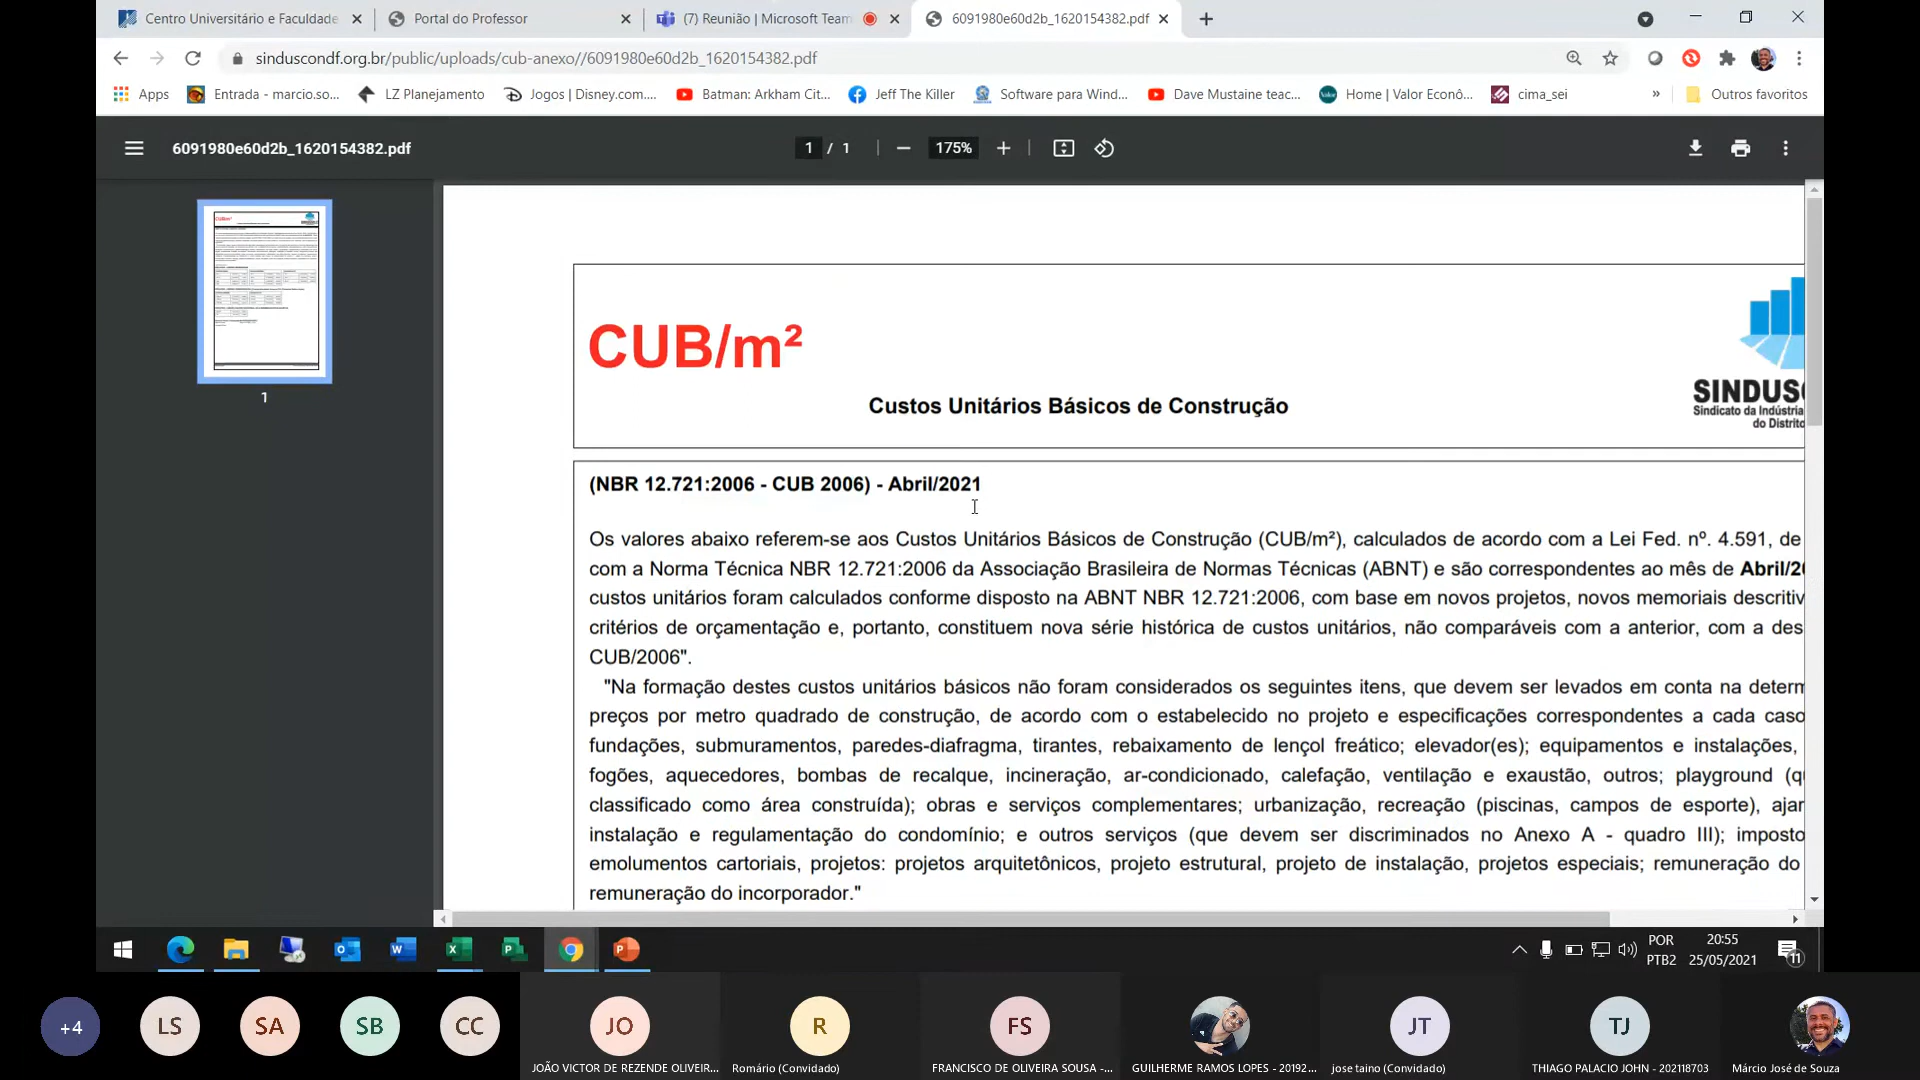 Centro Universitário e Faculdade
Portal do Professor
(7) Reunião | Microsoft Team
6091980e60d2b_1620154382.pdf
sinduscondf.org.br/public/uploads/cub-anexo//6091980e60d2b_1620154382.pdf
Apps
Entrada - marcio.so...
LZ Planejamento
Jogos | Disney.com....
Batman: Arkham Cit...
Jeff The Killer
Software para Wind...
Dave Mustaine teac...
Home | Valor Econô...
cima_sei
»
Outros favoritos
6091980e60d2b_1620154382.pdf
1 / 1
175%
1
CUB/m²
Custos Unitários Básicos de Construção
SINDUSC
Sindicato da Indústria
do Distrito
(NBR 12.721:2006 - CUB 2006) - Abril/2021
Os valores abaixo referem-se aos Custos Unitários Básicos de Construção (CUB/m²), calculados de acordo com a Lei Fed. nº. 4.591, de
com a Norma Técnica NBR 12.721:2006 da Associação Brasileira de Normas Técnicas (ABNT) e são correspondentes ao mês de Abril/20
custos unitários foram calculados conforme disposto na ABNT NBR 12.721:2006, com base em novos projetos, novos memoriais descritiv
critérios de orçamentação e, portanto, constituem nova série histórica de custos unitários, não comparáveis com a anterior, com a des
CUB/2006".
"Na formação destes custos unitários básicos não foram considerados os seguintes itens, que devem ser levados em conta na determ
preços por metro quadrado de construção, de acordo com o estabelecido no projeto e especificações correspondentes a cada caso
fundações, submuramentos, paredes-diafragma, tirantes, rebaixamento de lençol freático; elevador(es); equipamentos e instalações,
fogões, aquecedores, bombas de recalque, incineração, ar-condicionado, calefação, ventilação e exaustão, outros; playground (qu
classificado como área construída); obras e serviços complementares; urbanização, recreação (piscinas, campos de esporte), ajar
instalação e regulamentação do condomínio; e outros serviços (que devem ser discriminados no Anexo A - quadro III); imposto
emolumentos cartoriais, projetos: projetos arquitetônicos, projeto estrutural, projeto de instalação, projetos especiais; remuneração do
remuneração do incorporador."
POR
PTB2
20:55
25/05/2021
11
+4
LS
SA
SB
CC
JO
R
FS
JT
TJ
JOÃO VICTOR DE REZENDE OLIVEIR...
Romário (Convidado)
FRANCISCO DE OLIVEIRA SOUSA -...
GUILHERME RAMOS LOPES - 20192...
jose taino (Convidado)
THIAGO PALACIO JOHN - 202118703
Márcio José de Souza